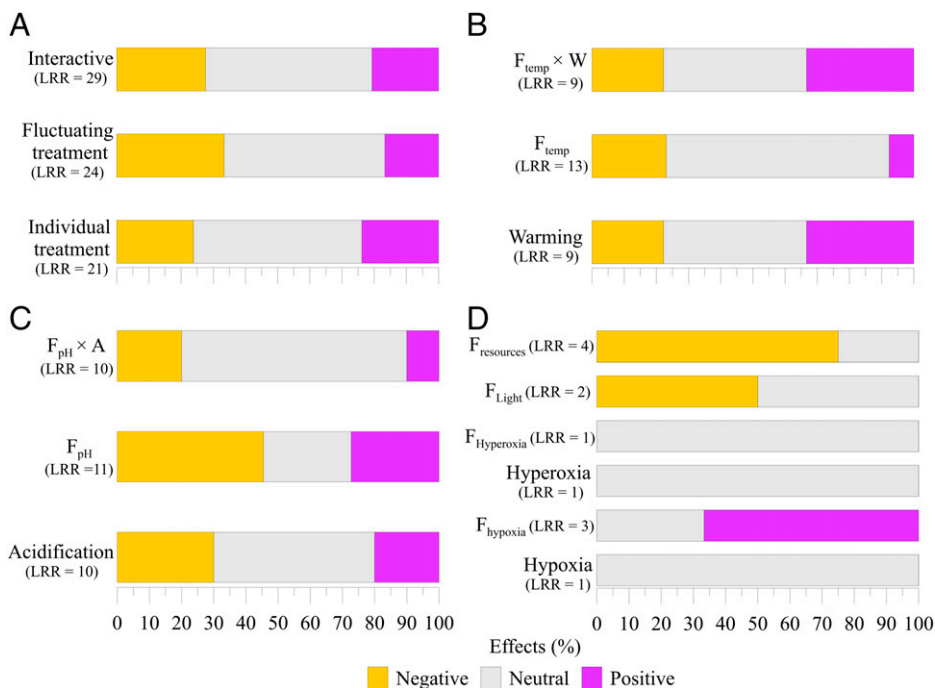 A
Interactive
(LRR = 29)
Fluctuating
treatment
(LRR = 24)
Individual
treatment
(LRR = 21)
B
Ftemp × W
(LRR = 9)
Ftemp
(LRR = 13)
Warming
(LRR = 9)
C
FpH × A
(LRR = 10)
FpH
(LRR =11)
Acidification
(LRR = 10)
0 10 20 30 40 50 60 70 80 90 100
D
Fresources (LRR = 4)
FLight (LRR = 2)
FHyperoxia (LRR = 1)
Hyperoxia
(LRR = 1)
Fhypoxia (LRR = 3)
Hypoxia
(LRR = 1)
0 10 20 30 40 50 60 70 80 90 100
Effects (%)
Negative Neutral Positive